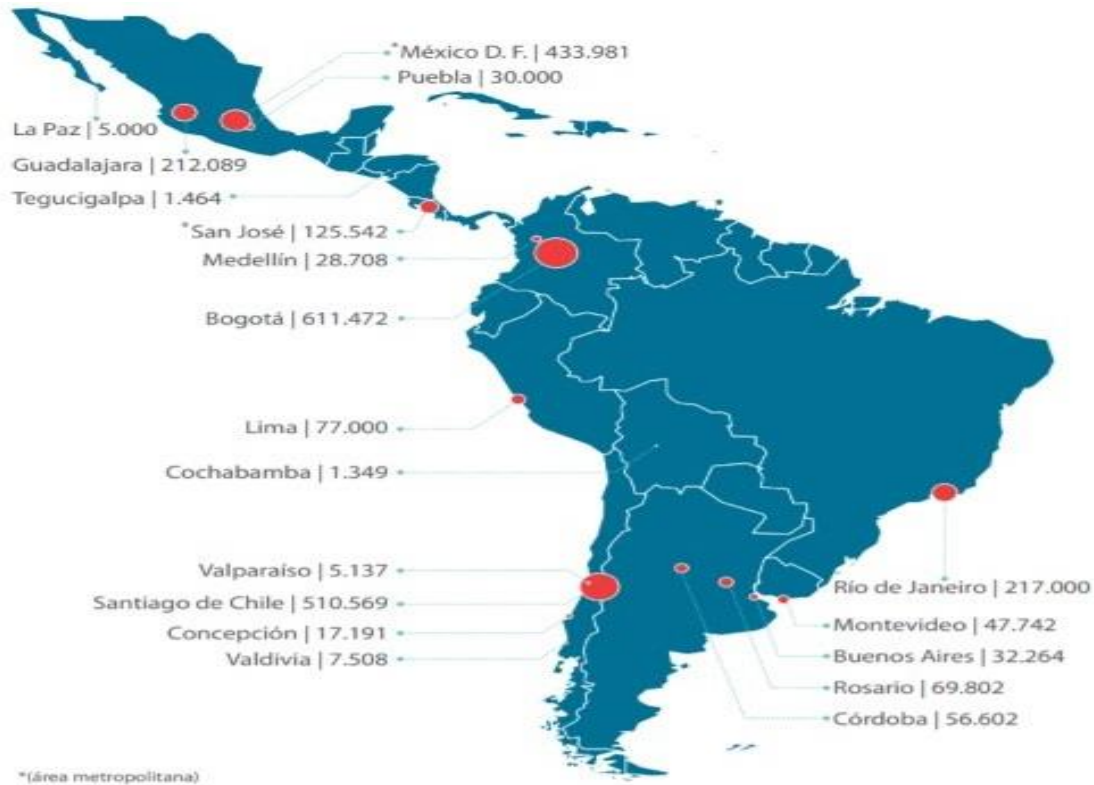 *México D. F. | 433.981
Puebla | 30.000
La Paz | 5.000
Guadalajara | 212.089
Tegucigalpa | 1.464
*San José | 125.542
Medellín | 28.708
Bogotá | 611.472
Lima | 77.000
Cochabamba | 1.349
Valparaíso | 5.137
Santiago de Chile | 510.569
Concepción | 17.191
Valdivia | 7.508
Río de Janeiro | 217.000
Montevideo | 47.742
Buenos Aires | 32.264
Rosario | 69.802
Córdoba | 56.602
*(área metropolitana)